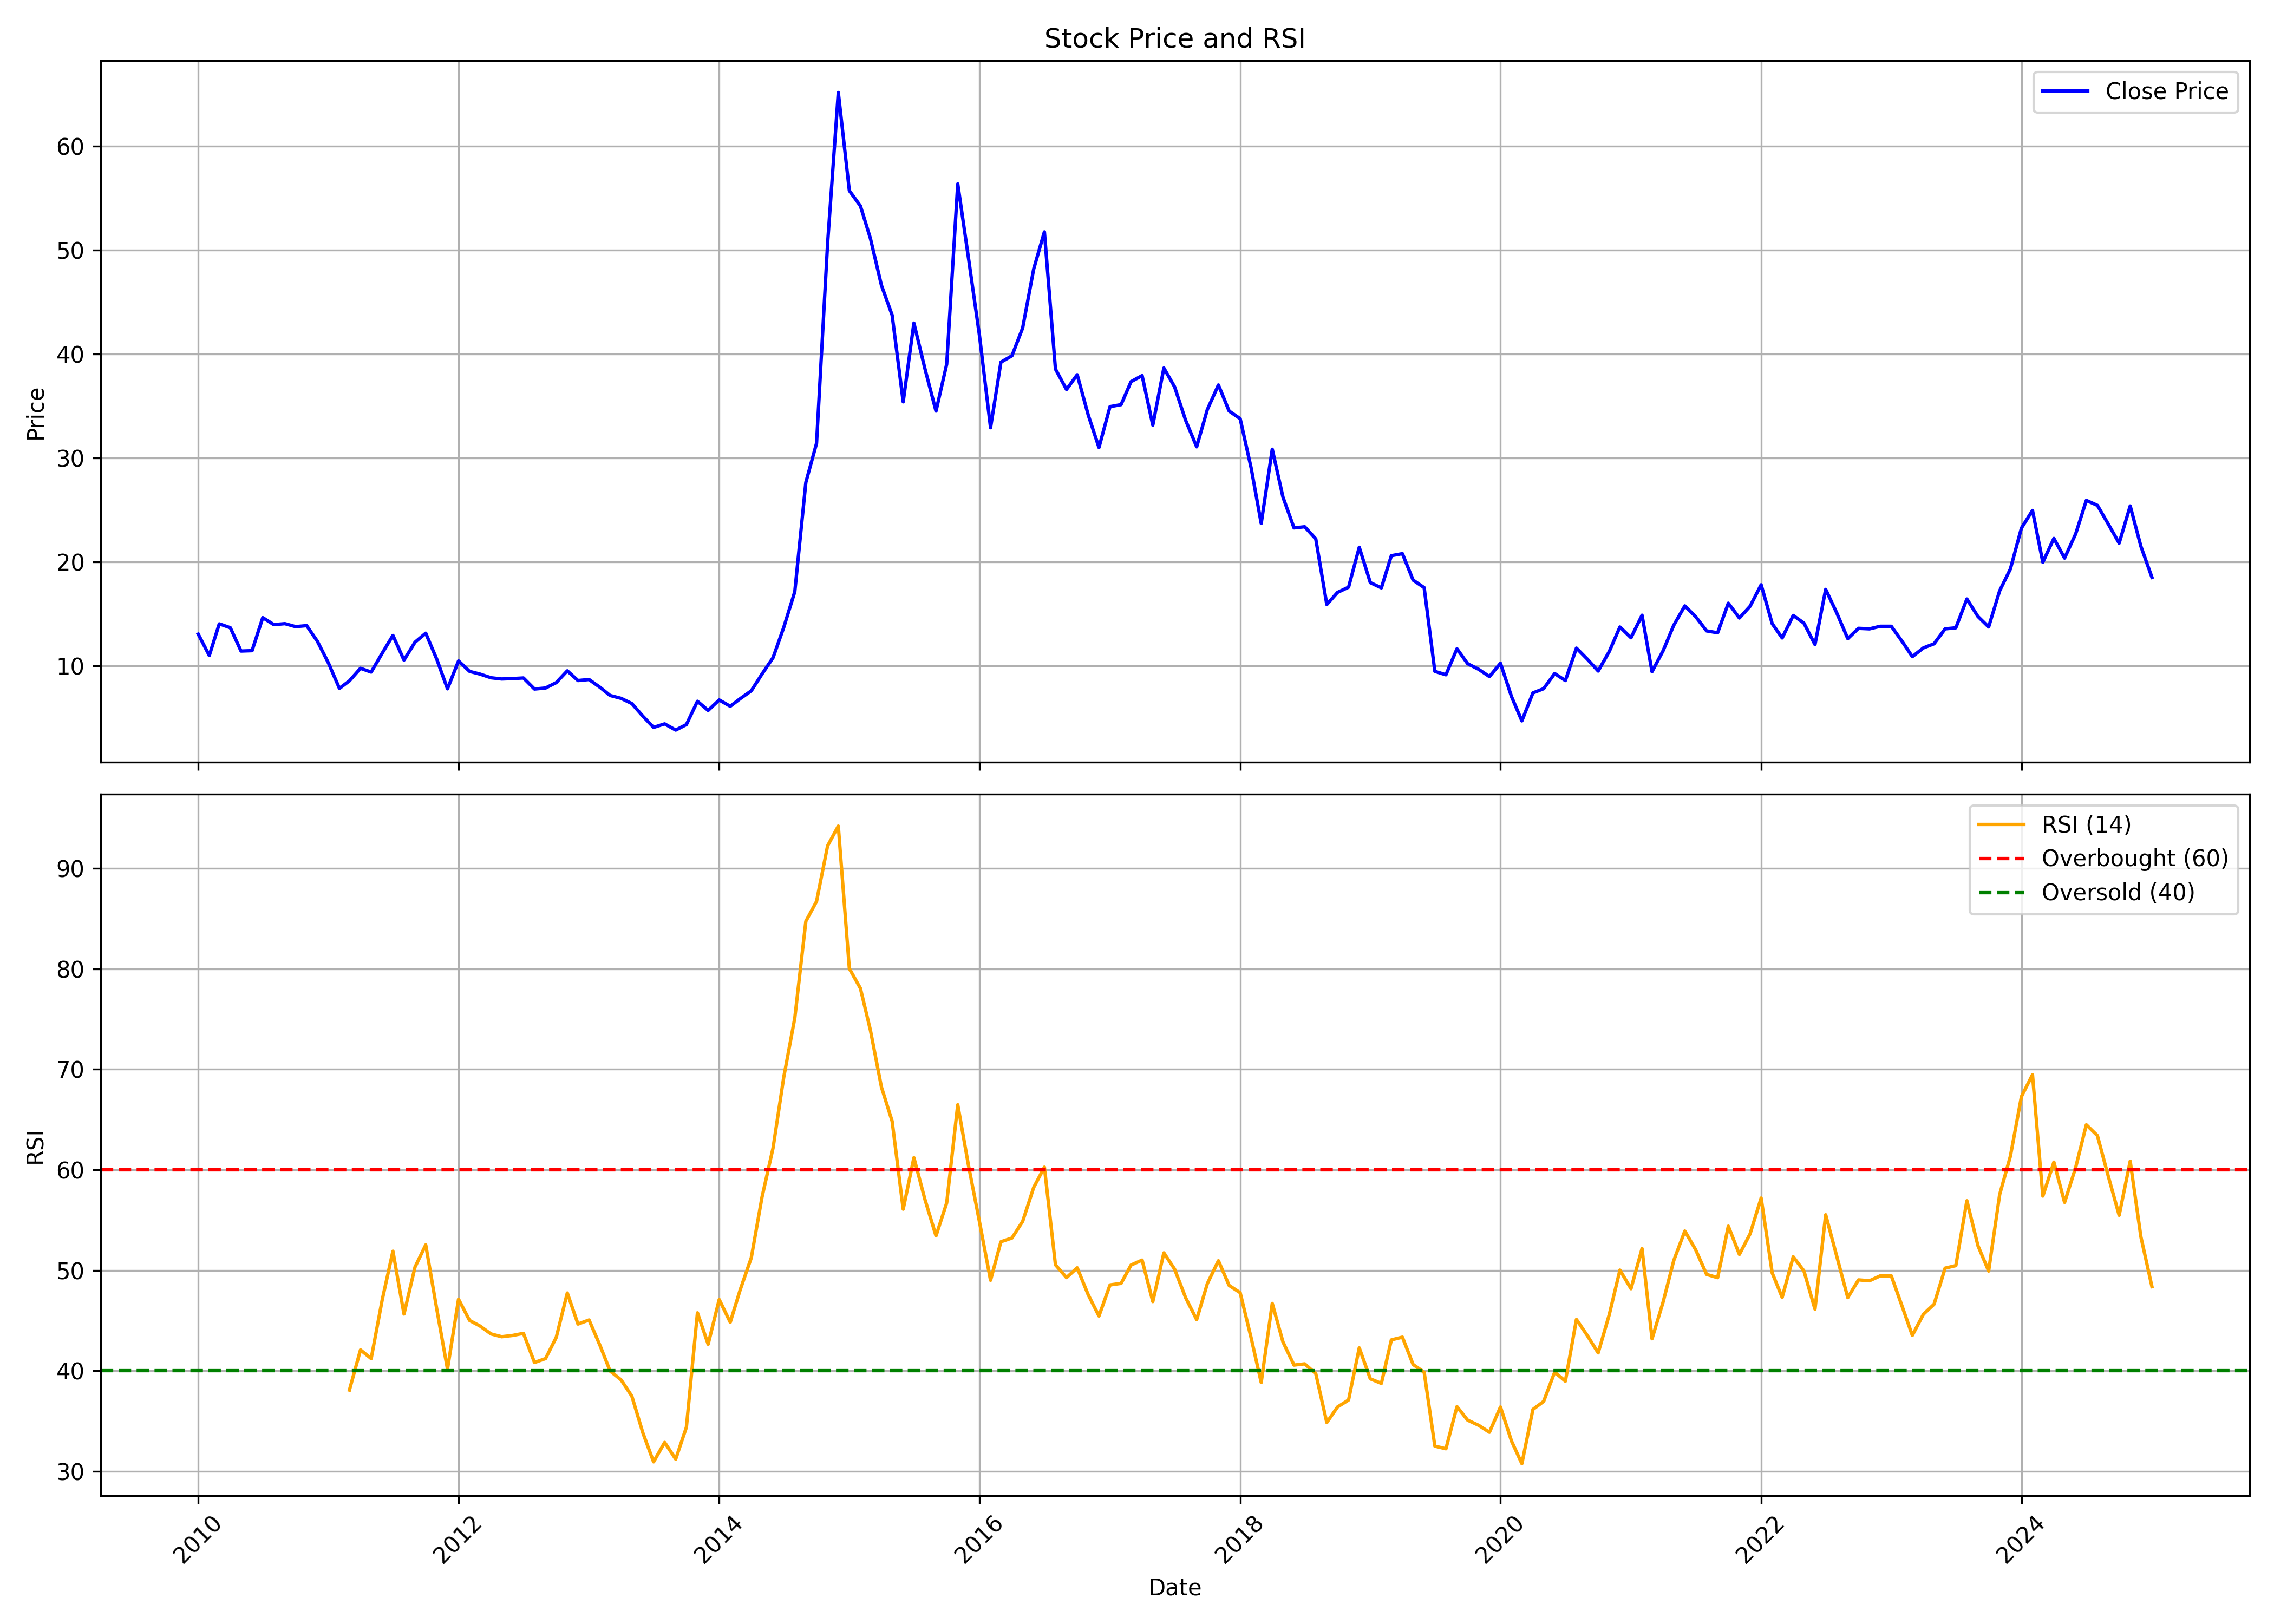 Stock Price and RSI
Close Price
Price
60
50
40
30
20
10
RSI (14)
Overbought (60)
Oversold (40)
RSI
90
80
70
60
50
40
30
2010
2012
2014
2016
2018
2020
2022
2024
Date